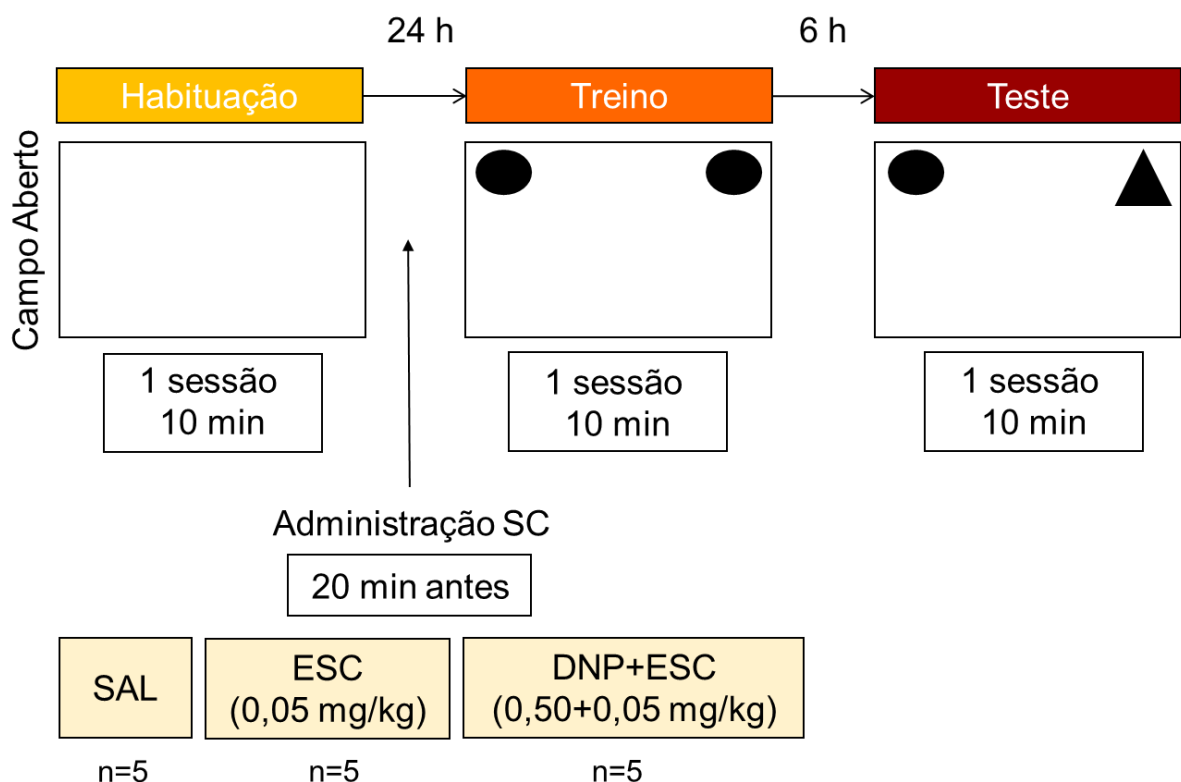 24 h
6 h
Habituação
Treino
Teste
Campo Aberto
1 sessão
10 min
1 sessão
10 min
1 sessão
10 min
Administração SC
20 min antes
SAL
ESC
(0,05 mg/kg)
DNP+ESC
(0,50+0,05 mg/kg)
n=5
n=5
n=5